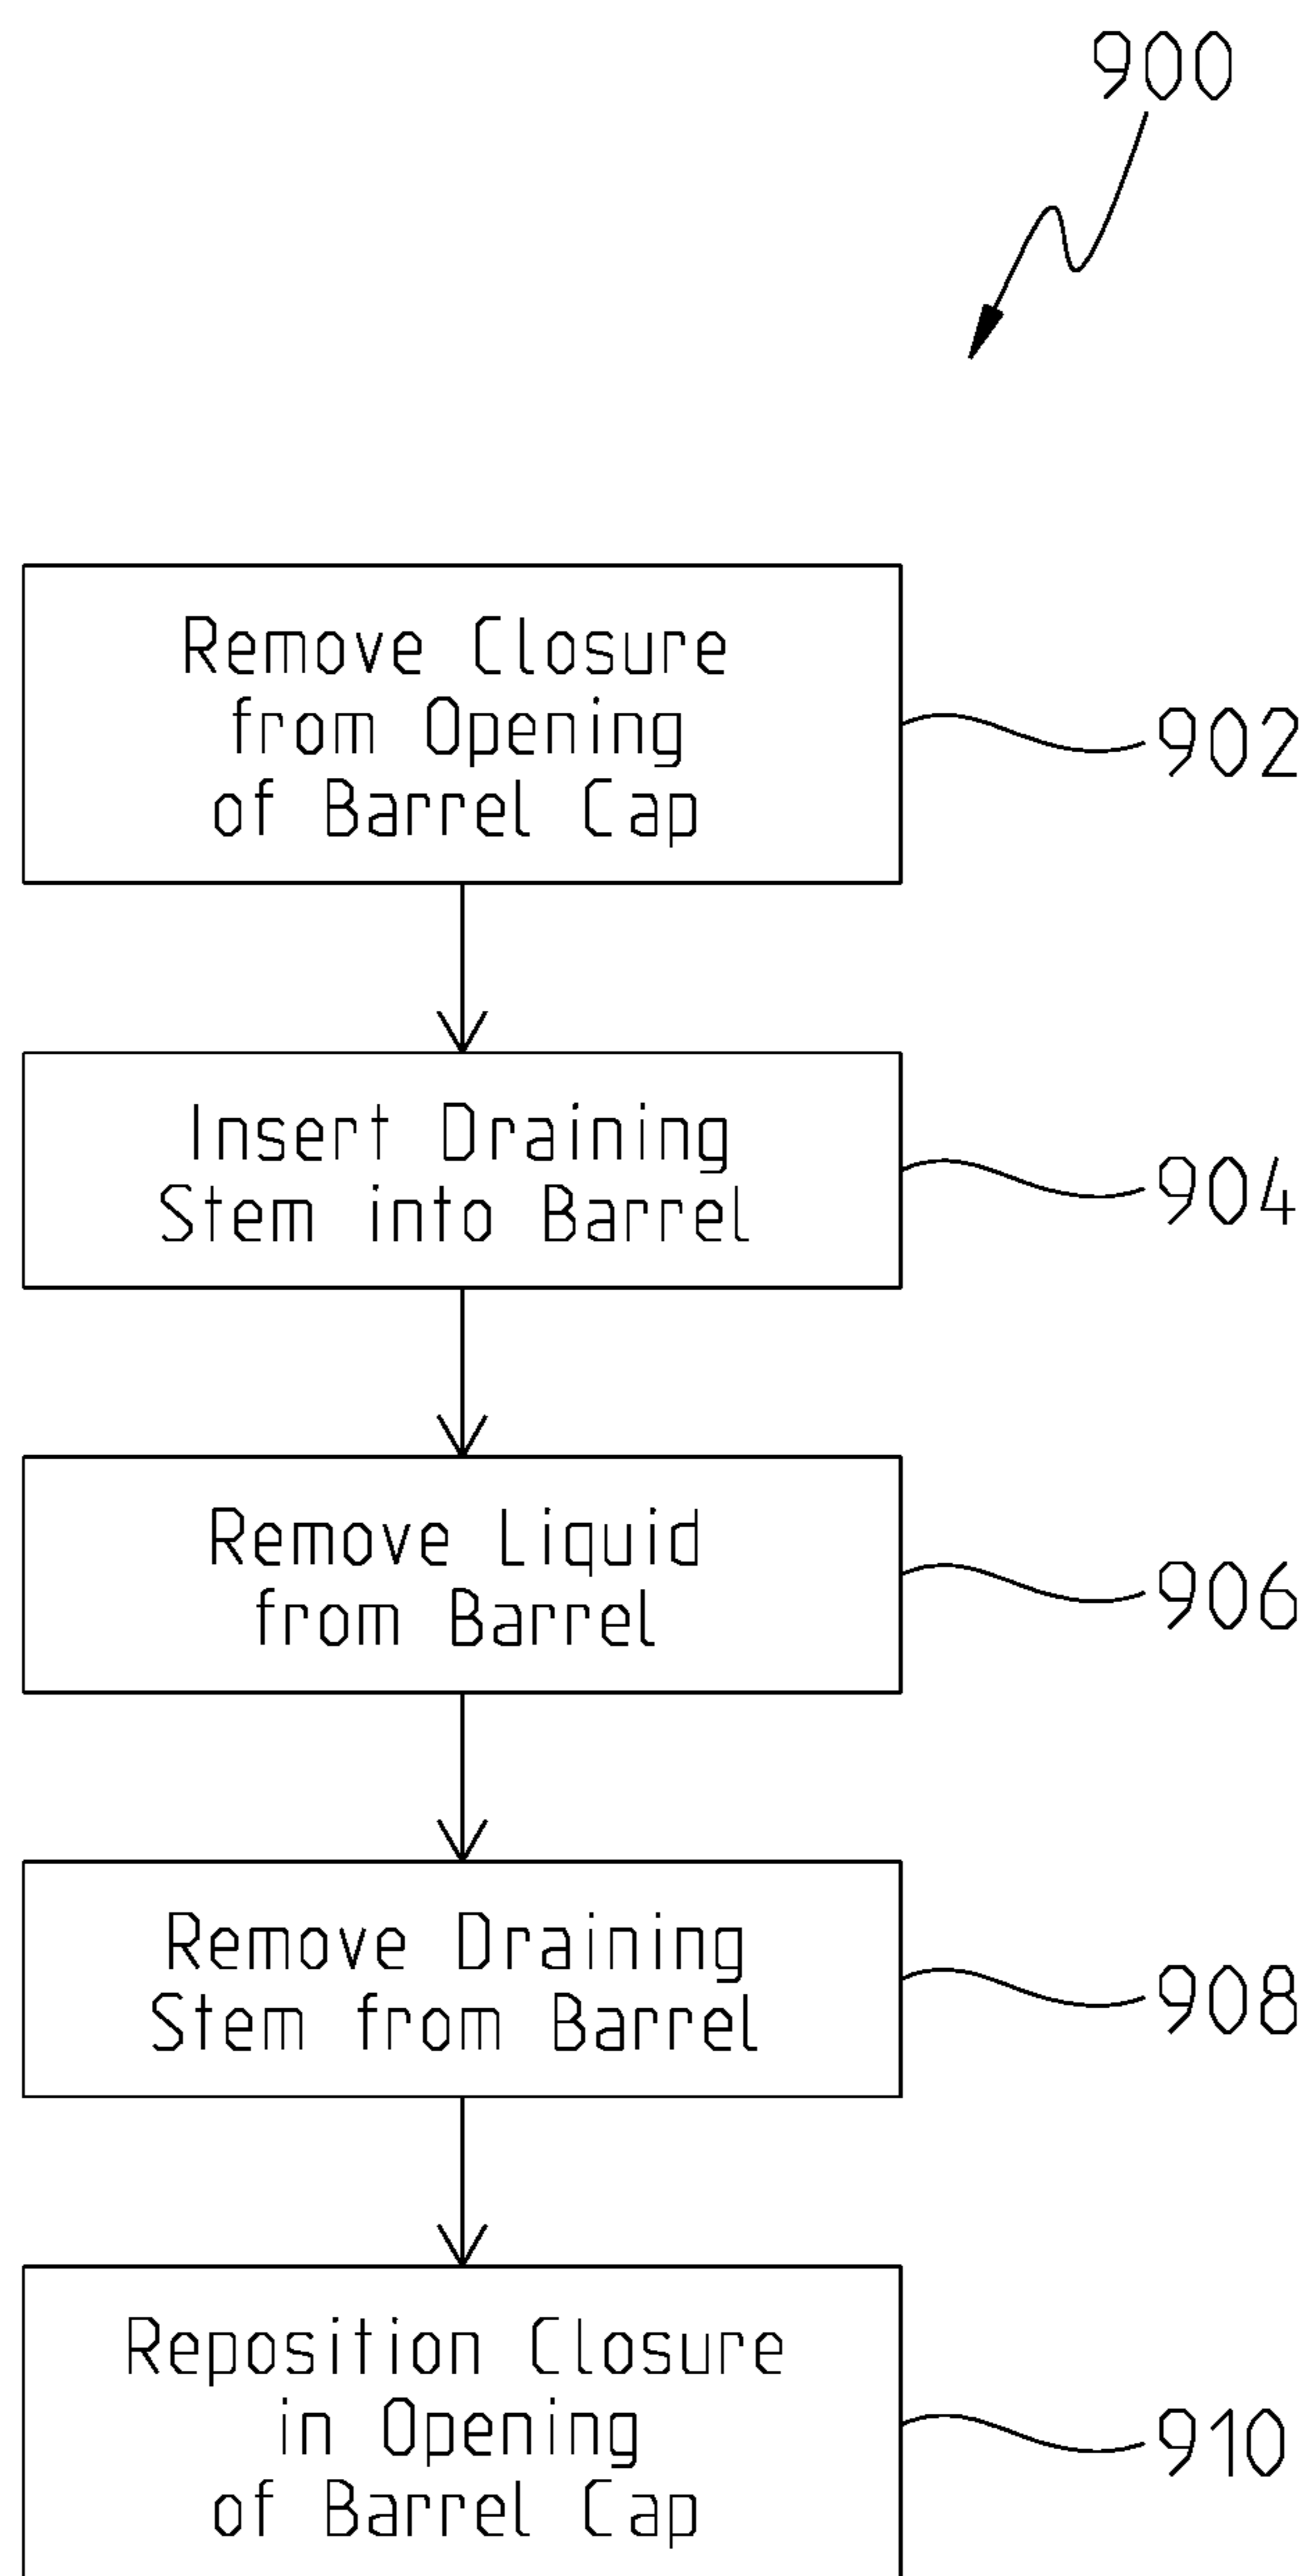 900
Remove Closure
from Opening
of Barrel Cap
902
Insert Draining
Stem into Barrel
904
Remove Liquid
from Barrel
906
Remove Draining
Stem from Barrel
908
Reposition Closure
in Opening
of Barrel Cap
910